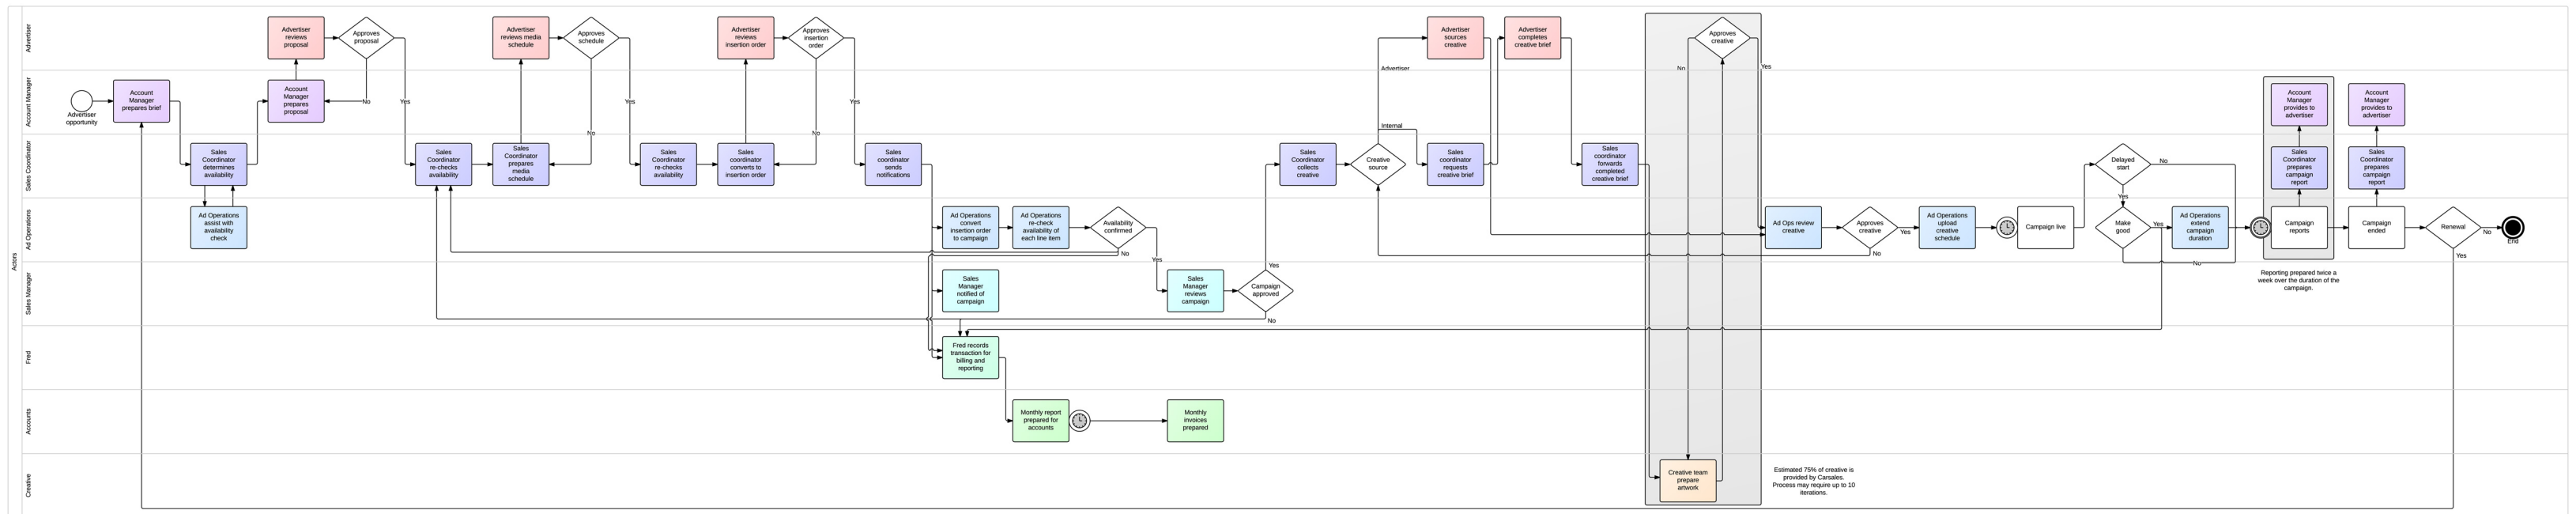 Actors
Advertiser
Account Manager
Sales Coordinator
Ad Operations
Sales Manager
Fred
Accounts
Creative
Advertiser
reviews
proposal
Approves
proposal
Advertiser
reviews media
schedule
Approves
schedule
Advertiser
reviews
insertion order
Approves
insertion
order
Advertiser
sources
creative
Advertiser
completes
creative brief
Approves
creative
Advertiser
No
Yes
Advertiser
opportunity
Account
Manager
prepares brief
Account
Manager
prepares
proposal
No
Yes
Yes
Yes
No
No
Internal
Account
Manager
provides to
advertiser
Account
Manager
provides to
advertiser
Sales
Coordinator
determines
availability
Sales
Coordinator
re-checks
availability
Sales
Coordinator
prepares
media
schedule
Sales
Coordinator
re-checks
availability
Sales
coordinator
converts to
insertion order
Sales
coordinator
sends
notifications
Sales
Coordinator
collects
creative
Creative
source
Sales
coordinator
requests
creative brief
Sales
coordinator
forwards
completed
creative brief
Delayed
start
No
Yes
Sales
Coordinator
prepares
campaign
report
Sales
Coordinator
prepares
campaign
report
Ad Operations
assist with
availability
check
Ad Operations
convert
insertion order
to campaign
Ad Operations
re-check
availability of
each line item
Availability
confirmed
No
Yes
Ad Ops review
creative
Approves
creative
Yes
No
Ad Operations
upload
creative
schedule
Campaign live
Make
good
Yes
No
Ad Operations
extend
campaign
duration
Campaign
reports
Campaign
ended
Renewal
No
Yes
End
Sales
Manager
notified of
campaign
Sales
Manager
reviews
campaign
Campaign
approved
Yes
No
Reporting prepared twice a
week over the duration of the
campaign.
Fred records
transaction for
billing and
reporting
Monthly report
prepared for
accounts
Monthly
invoices
prepared
Creative team
prepare
artwork
Estimated 75% of creative is
provided by Carsales.
Process may require up to 10
iterations.